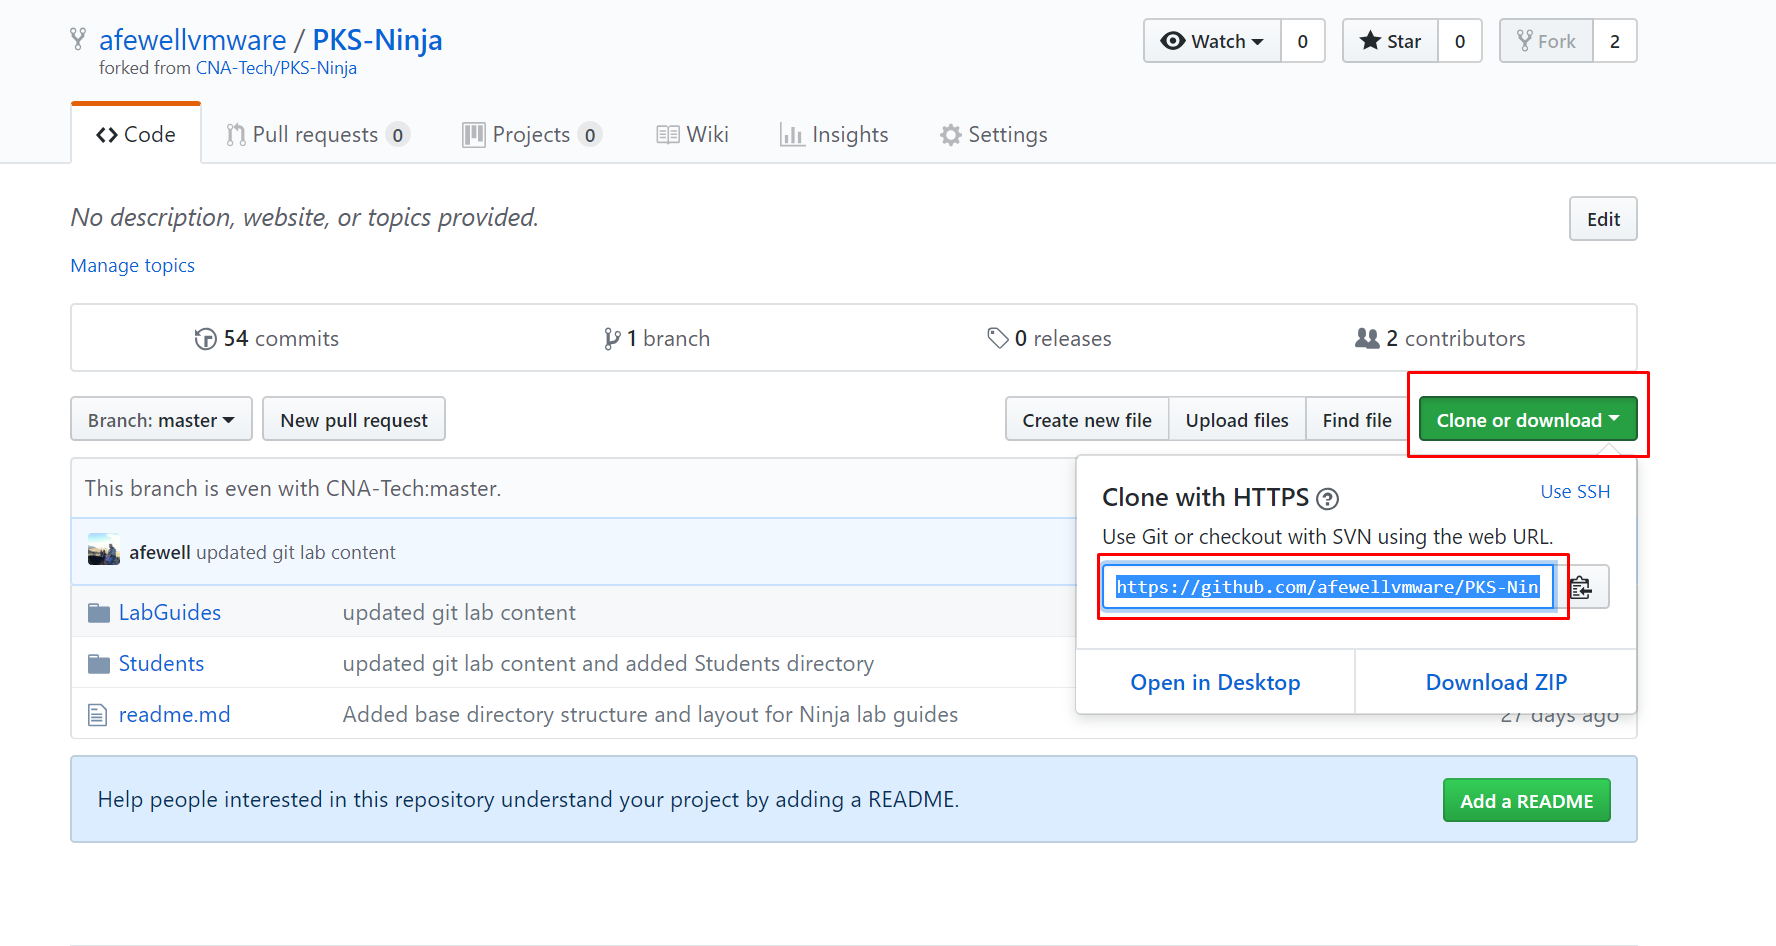 afewellvmware / PKS-Ninja
forked from CNA-Tech/PKS-Ninja
Watch 0 Star 0 Fork 2
Code Pull requests 0 Projects 0 Wiki Insights Settings
No description, website, or topics provided.
Edit
Manage topics
54 commits 1 branch 0 releases 2 contributors
Branch: master New pull request Create new file Upload files Find file Clone or download
This branch is even with CNA-Tech:master.
afewell updated git lab content
LabGuides updated git lab content
Students updated git lab content and added Students directory
readme.md Added base directory structure and layout for Ninja lab guides 27 days ago
Clone with HTTPS Use SSH
Use Git or checkout with SVN using the web URL.
https://github.com/afewellvmware/PKS-Nin
Open in Desktop Download ZIP
Help people interested in this repository understand your project by adding a README.
Add a README